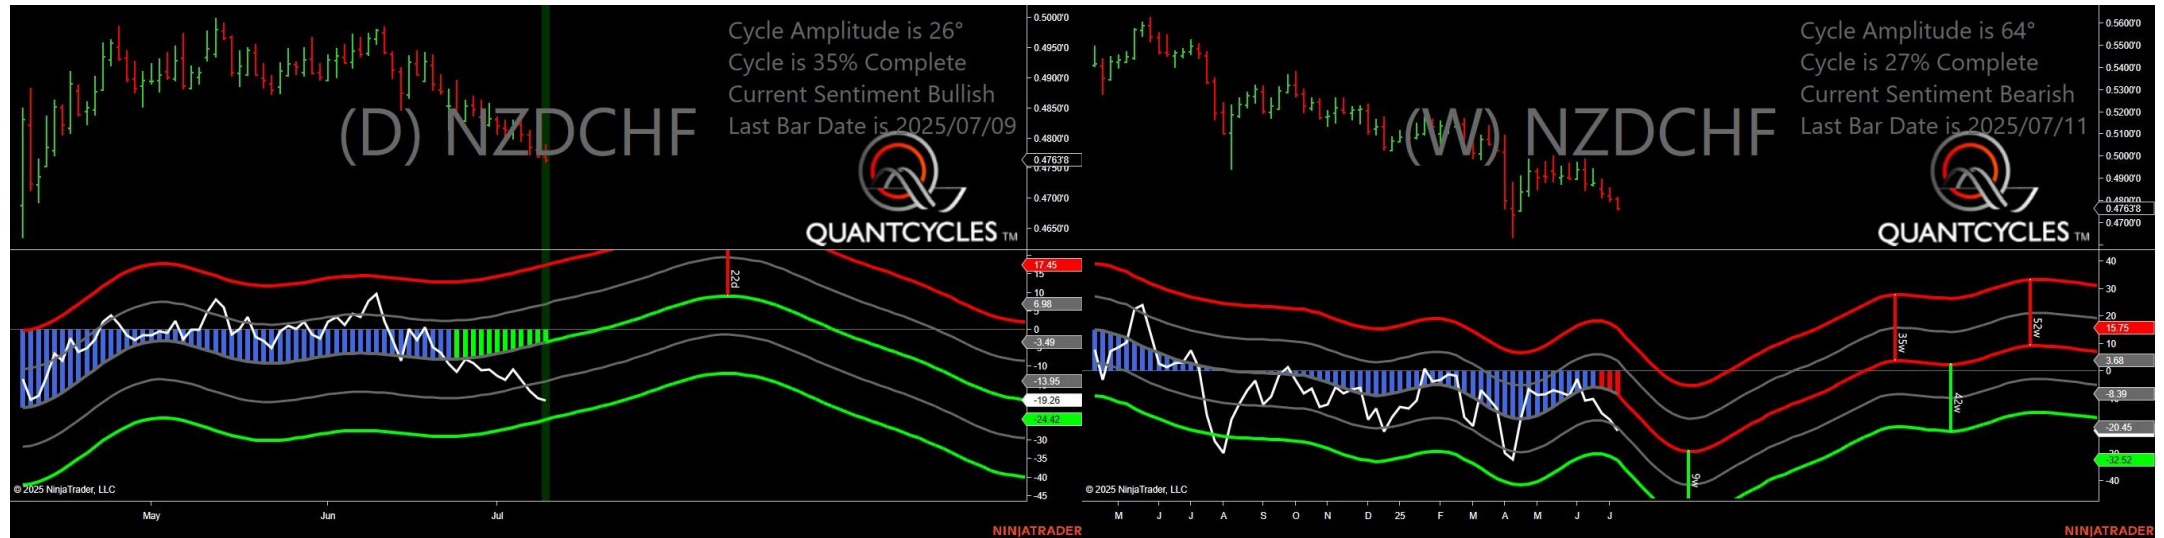 Cycle Amplitude is 26°
Cycle is 35% Complete
Current Sentiment Bullish
Last Bar Date is 2025/07/09
(D) NZDCHF
QUANTCYCLES TM
0.5000'0
0.4950'0
0.4900'0
0.4850'0
0.4800'0
0.4763'8
0.4750'0
0.4700'0
0.4650'0
22d
17.45
15
10
6.98
5
0
-3.49
-10
-13.95
-19.26
-24.42
-30
-35
-40
-45
© 2025 NinjaTrader, LLC
May
Jun
Jul
NINJATRADER
Cycle Amplitude is 64°
Cycle is 27% Complete
Current Sentiment Bearish
Last Bar Date is 2025/07/11
(W) NZDCHF
QUANTCYCLES TM
0.5600'0
0.5500'0
0.5400'0
0.5300'0
0.5200'0
0.5100'0
0.5000'0
0.4900'0
0.4800'0
0.4763'8
0.4700'0
35w
52w
42w
9w
40
30
20
15.75
10
3.68
0
-8.39
-20.45
-32.52
-40
© 2025 NinjaTrader, LLC
M
J
J
A
S
O
N
D
25
F
M
A
M
J
J
NINJATRADER